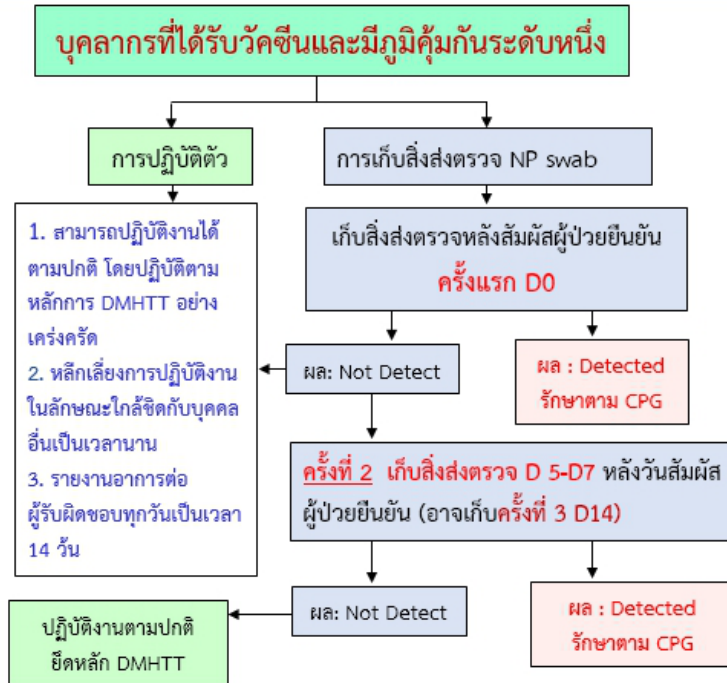 บุคลากรที่ได้รับวัคซีนและมีภูมิคุ้มกันระดับหนึ่ง
การปฏิบัติตัว
การเก็บสิ่งส่งตรวจ NP swab
1. สามารถปฏิบัติงานได้
ตามปกติ โดยปฏิบัติตาม
หลักการ DMHTT อย่าง
เคร่งครัด
2. หลีกเลี่ยงการปฏิบัติงาน
ในลักษณะใกล้ชิดกับบุคคล
อื่นเป็นเวลานาน
3. รายงานอาการต่อ
ผู้รับผิดชอบทุกวันเป็นเวลา
14 วัน
เก็บสิ่งส่งตรวจหลังสัมผัสผู้ป่วยยืนยัน
ครั้งแรก D0
ผล: Not Detect
ผล : Detected
รักษาตาม CPG
ครั้งที่ 2 เก็บสิ่งส่งตรวจ D 5-D7 หลังวันสัมผัส
ผู้ป่วยยืนยัน (อาจเก็บครั้งที่ 3 D14)
ผล: Not Detect
ผล : Detected
รักษาตาม CPG
ปฏิบัติงานตามปกติ
ยึดหลัก DMHTT